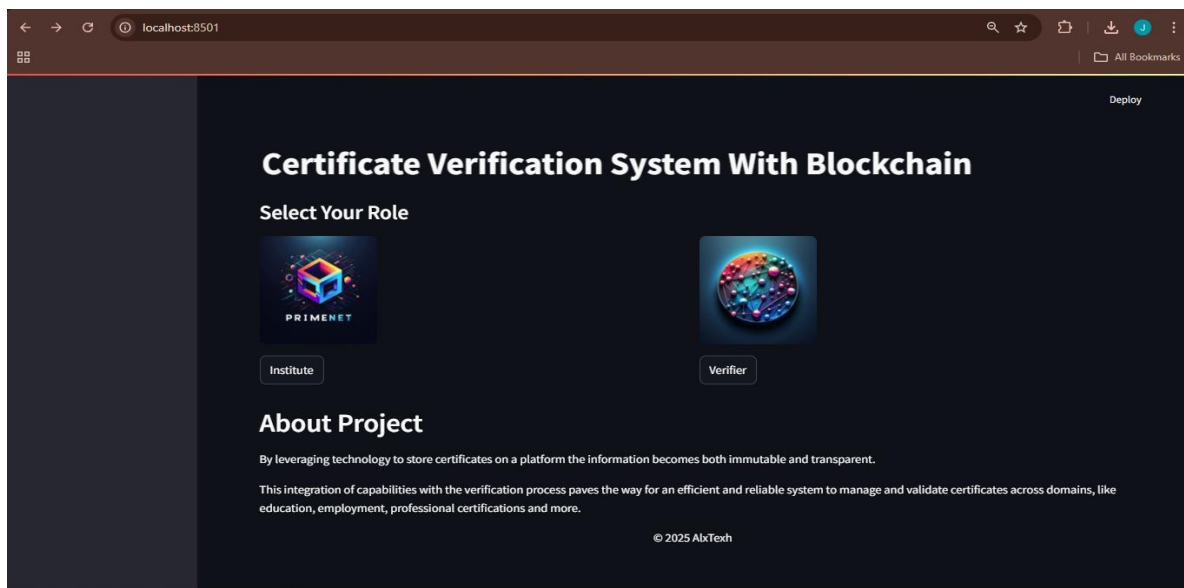 localhost:8501
J
All Bookmarks
Deploy
Certificate Verification System With Blockchain
Select Your Role
PRIMENET
Institute
Verifier
About Project
By leveraging technology to store certificates on a platform the information becomes both immutable and transparent.
This integration of capabilities with the verification process paves the way for an efficient and reliable system to manage and validate certificates across domains, like
education, employment, professional certifications and more.
© 2025 AlxTexh